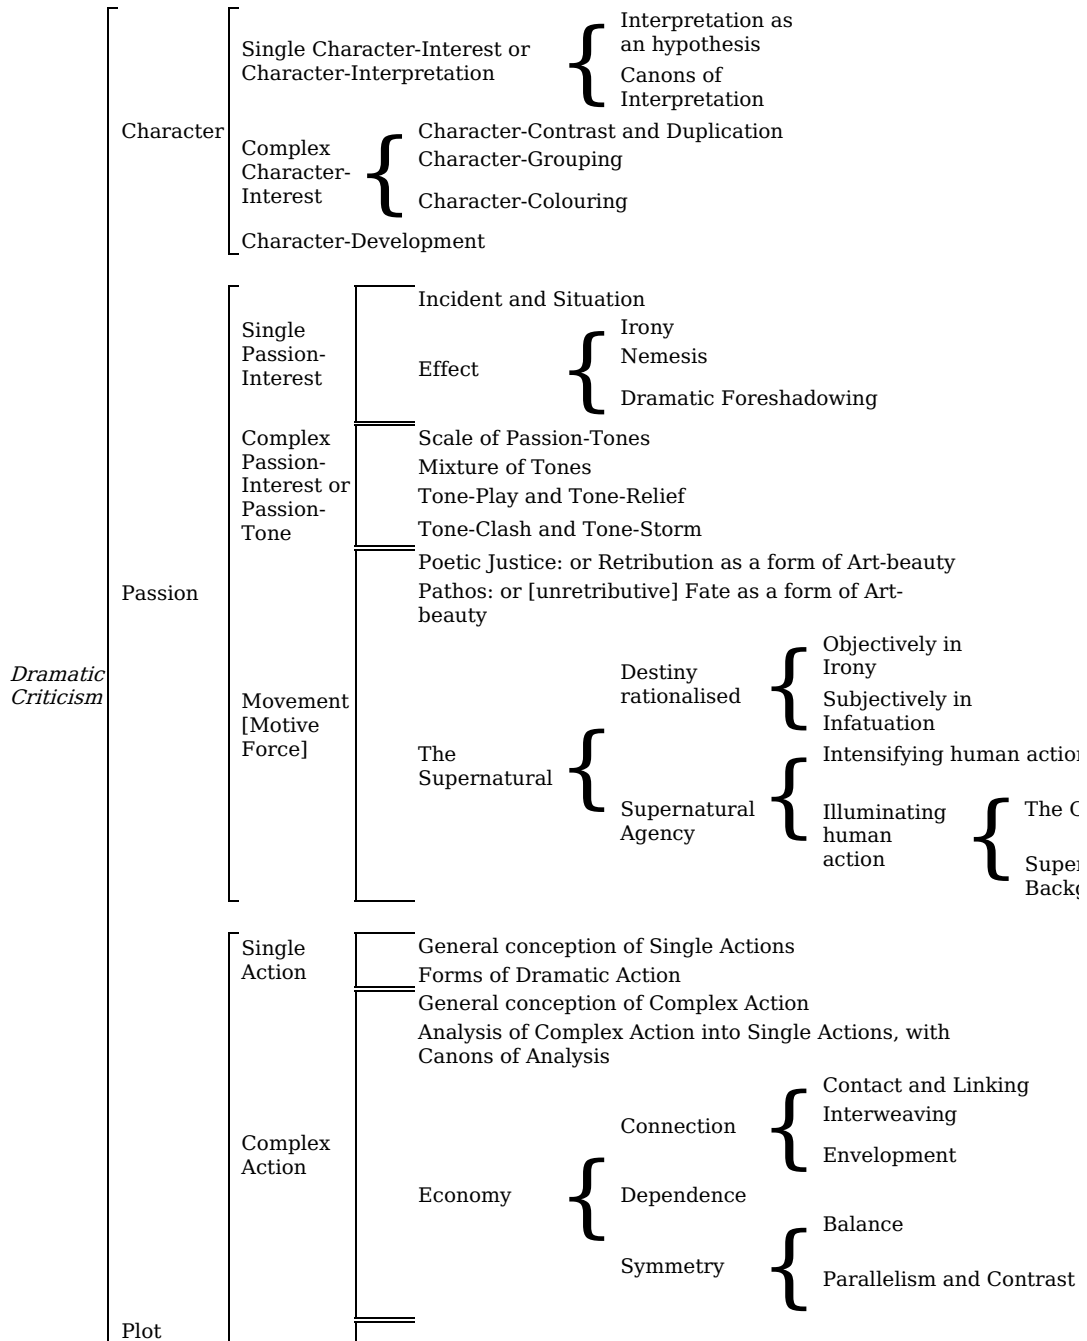 Interpretation as
an hypothesis
Single Character-Interest or
Character-Interpretation
Canons of
Interpretation
Character
Character-Contrast and Duplication
Complex
Character-
Interest
Character-Grouping
Character-Colouring
Character-Development
Incident and Situation
Single
Passion-
Interest
Effect
Irony
Nemesis
Dramatic Foreshadowing
Complex
Passion-
Interest or
Passion-
Tone
Scale of Passion-Tones
Mixture of Tones
Tone-Play and Tone-Relief
Tone-Clash and Tone-Storm
Passion
Poetic Justice: or Retribution as a form of Art-beauty
Pathos: or [unretributive] Fate as a form of Art-
beauty
Dramatic
Criticism
Movement
[Motive
Force]
The
Supernatural
Destiny
rationalised
Objectively in
Irony
Subjectively in
Infatuation
Supernatural
Agency
Intensifying human action
Illuminating
human
action
The
Single
Action
General conception of Single Actions
Forms of Dramatic Action
General conception of Complex Action
Analysis of Complex Action into Single Actions, with
Canons of Analysis
Complex
Action
Economy
Connection
Contact and Linking
Interweaving
Envelopment
Dependence
Symmetry
Balance
Parallelism and Contrast
Plot